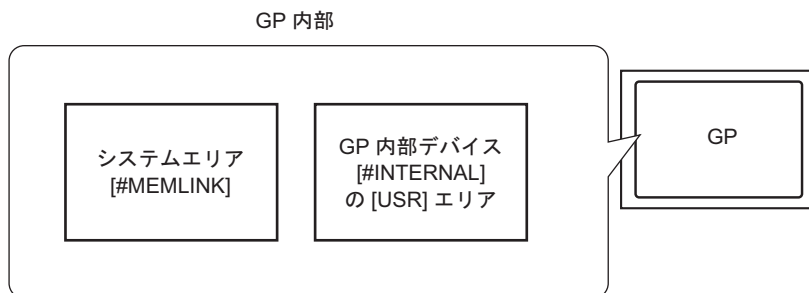 GP 内部
システムエリア
[#MEMLINK]
GP 内部デバイス
[#INTERNAL]
の [USR] エリア
GP